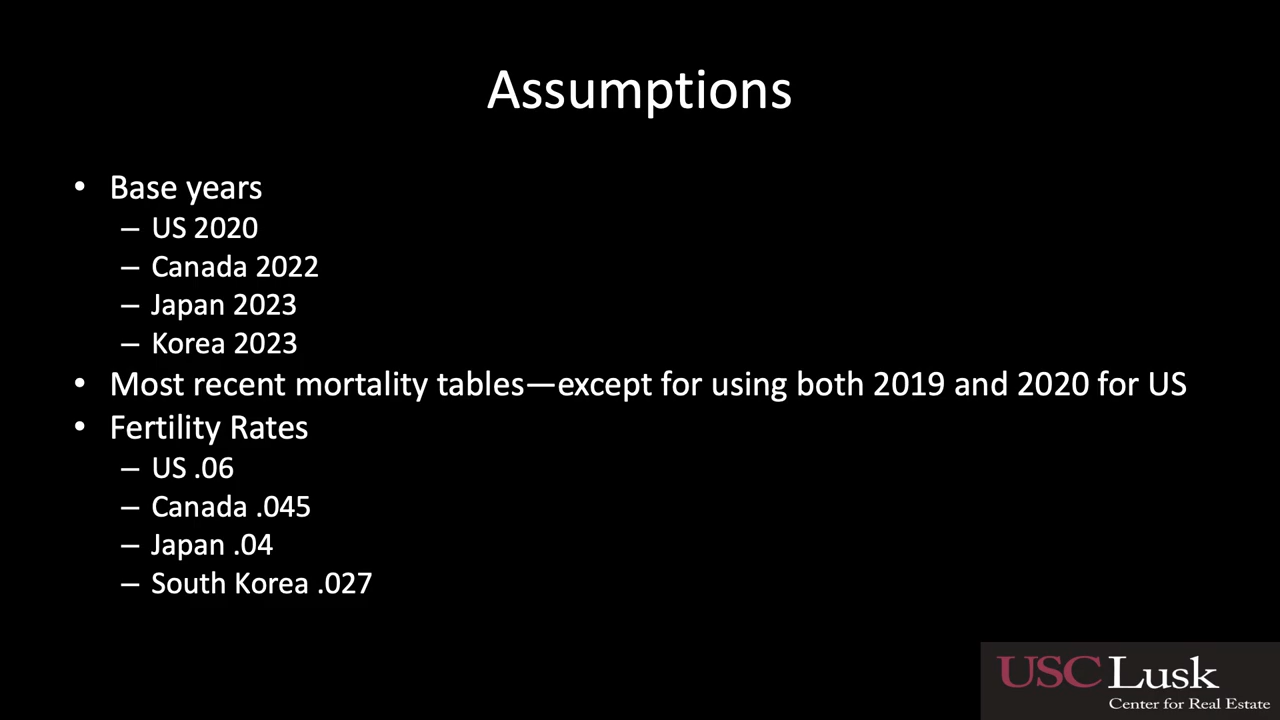 Assumptions
• Base years
– US 2020
– Canada 2022
– Japan 2023
– Korea 2023
• Most recent mortality tables—except for using both 2019 and 2020 for US
• Fertility Rates
– US .06
– Canada .045
– Japan .04
– South Korea .027
USC Lusk
Center for Real Estate